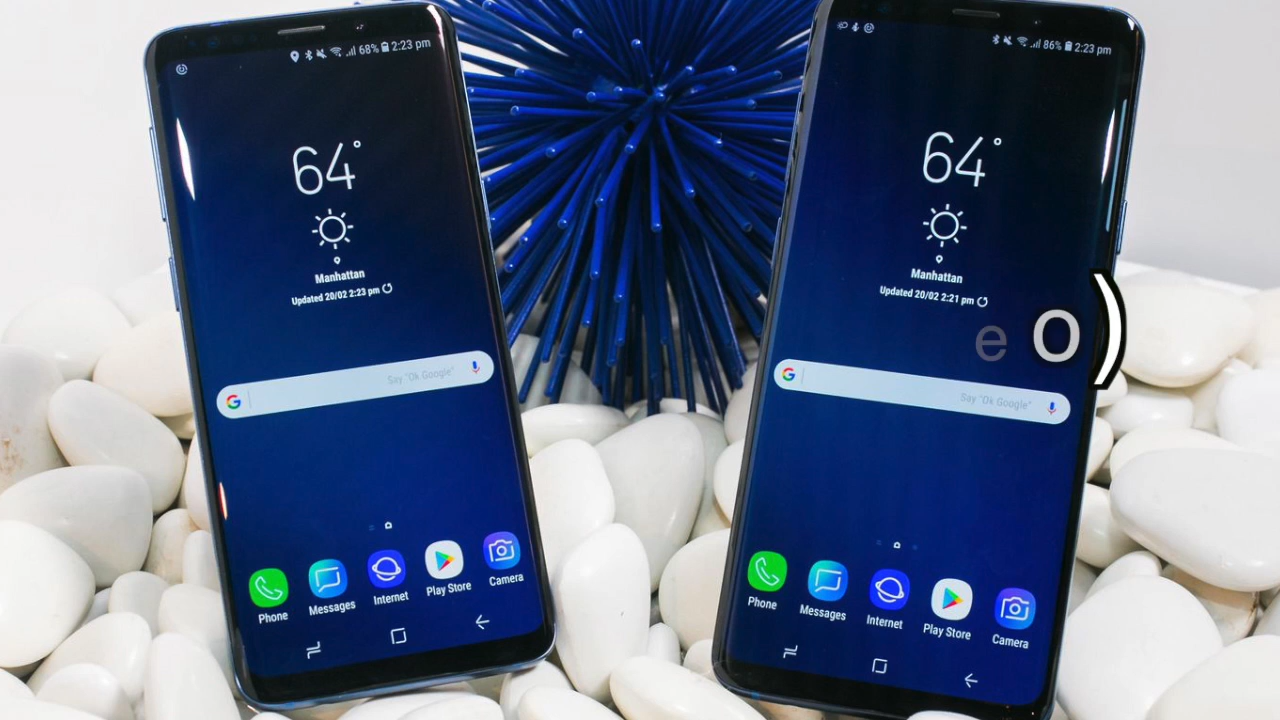 68% 2:23 pm
64°
Manhattan
Updated 20/02 2:23 pm
G Say "Ok Google"
Phone Messages Internet Play Store Camera
86% 2:23 pm
64°
Manhattan
Updated 20/02 2:21 pm
e o)
G Say "Ok Google"
Phone Messages Internet Play Store Camera